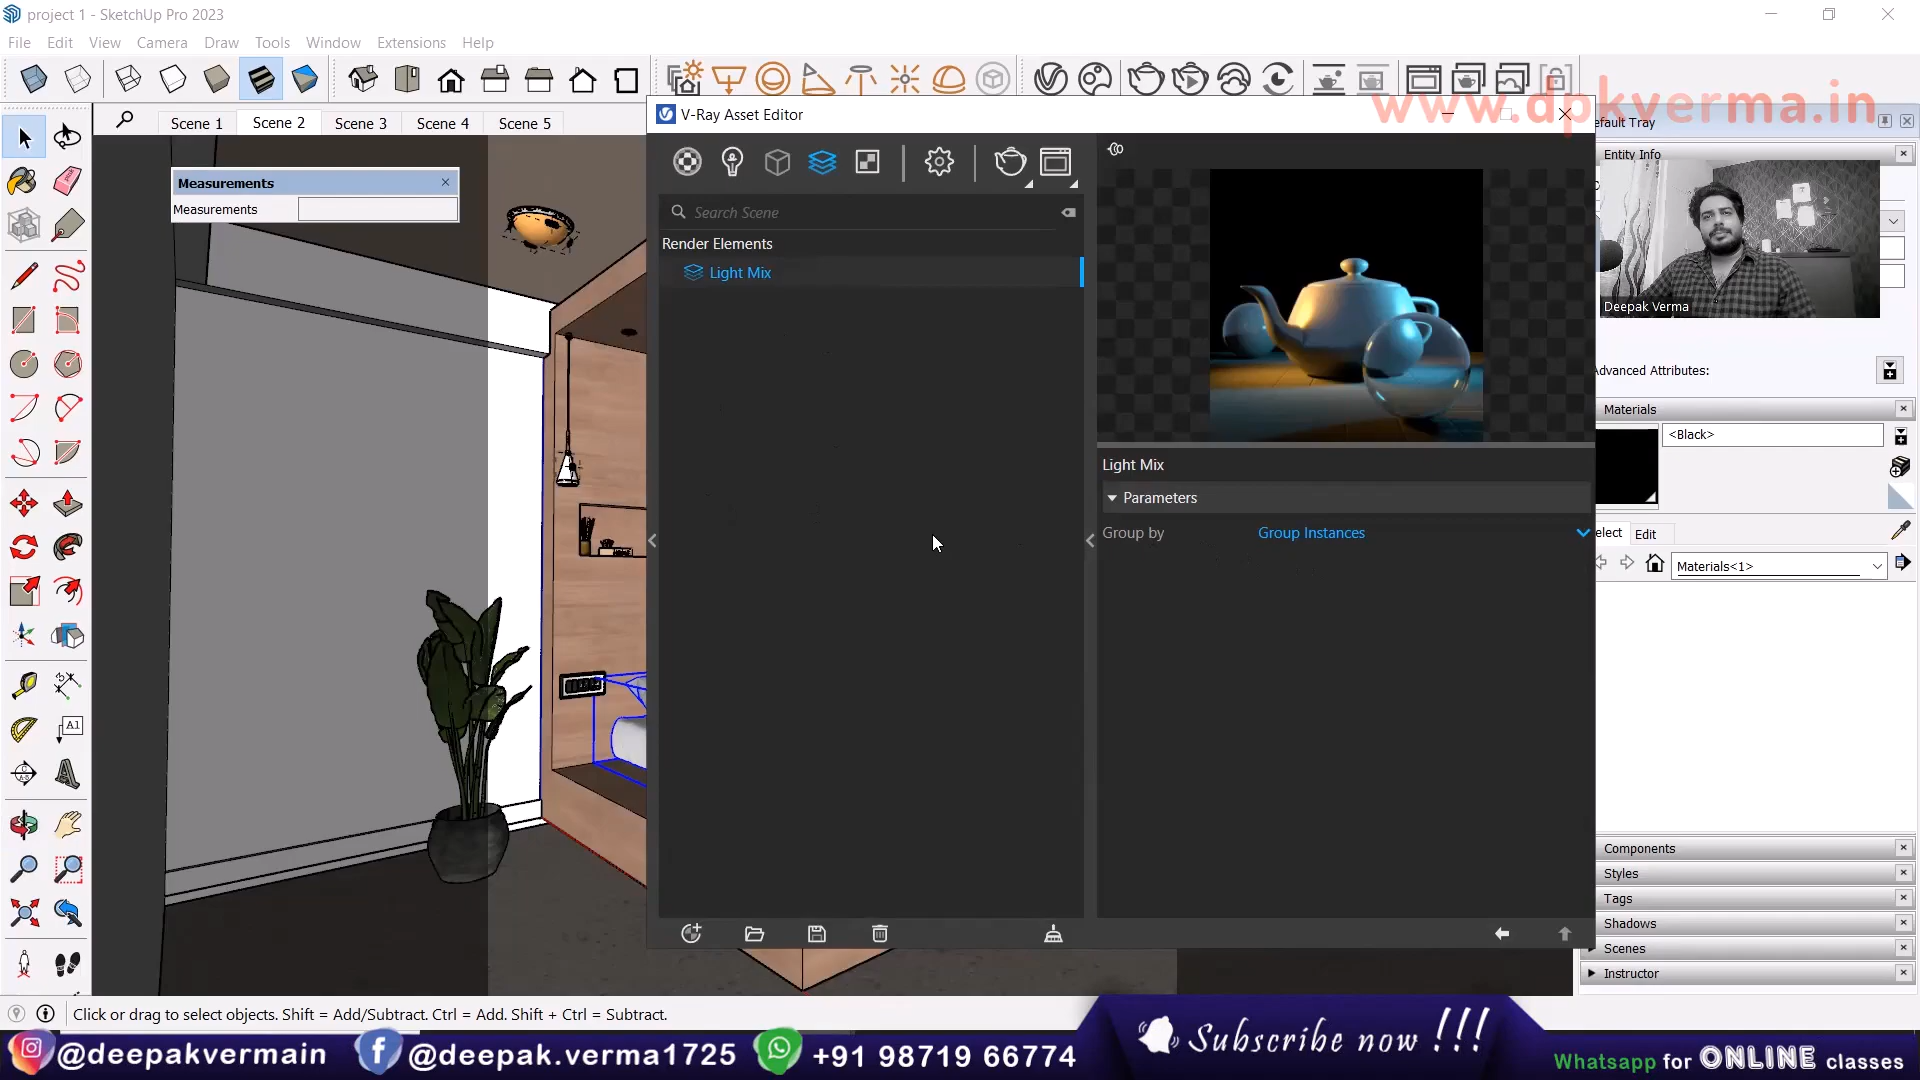 project 1 - SketchUp Pro 2023
File Edit View Camera Draw Tools Window Extensions Help
www.dpkverma.in
Scene 1 Scene 2 Scene 3 Scene 4 Scene 5
V-Ray Asset Editor
efault Tray
Entity Info
Measurements
Measurements
Search Scene
Render Elements
Light Mix
Deepak Verma
Advanced Attributes:
Materials
<Black>
Light Mix
Parameters
Group by Group Instances
elect Edit
Materials<1>
A1
Components
Styles
Tags
Shadows
Scenes
Instructor
Click or drag to select objects. Shift = Add/Subtract. Ctrl = Add. Shift + Ctrl = Subtract.
@deepakvermain @deepak.verma1725 +91 98719 66774
Subscribe now !!!
Whatsapp for ONLINE classes